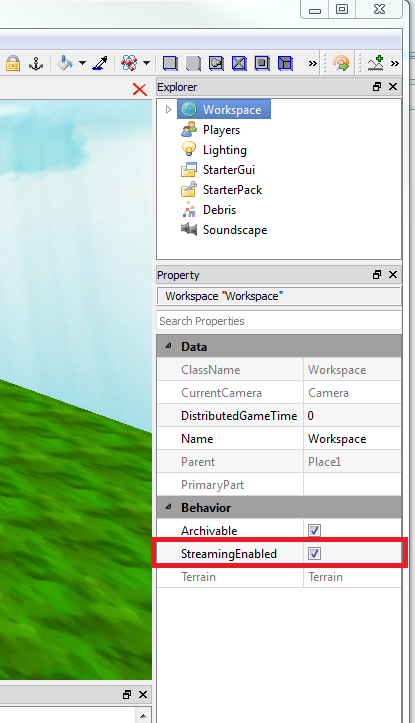 »
»
Explorer
Workspace
Players
Lighting
StarterGui
StarterPack
Debris
Soundscape
Property
Workspace "Workspace"
Search Properties
Data
ClassName Workspace
CurrentCamera Camera
DistributedGameTime 0
Name Workspace
Parent Place1
PrimaryPart
Behavior
Archivable
StreamingEnabled
Terrain Terrain